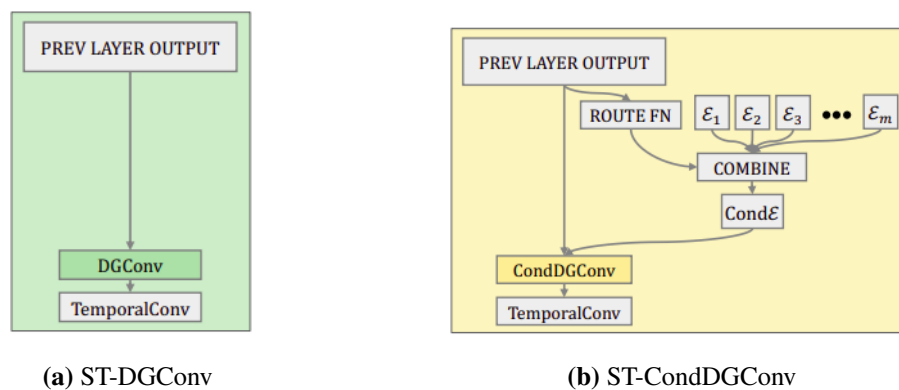 PREV LAYER OUTPUT
DGConv
TemporalConv
(a) ST-DGConv
PREV LAYER OUTPUT
ROUTE FN
ℰ₁ ℰ₂ ℰ₃ ••• ℰₘ
COMBINE
Condℰ
CondDGConv
TemporalConv
(b) ST-CondDGConv